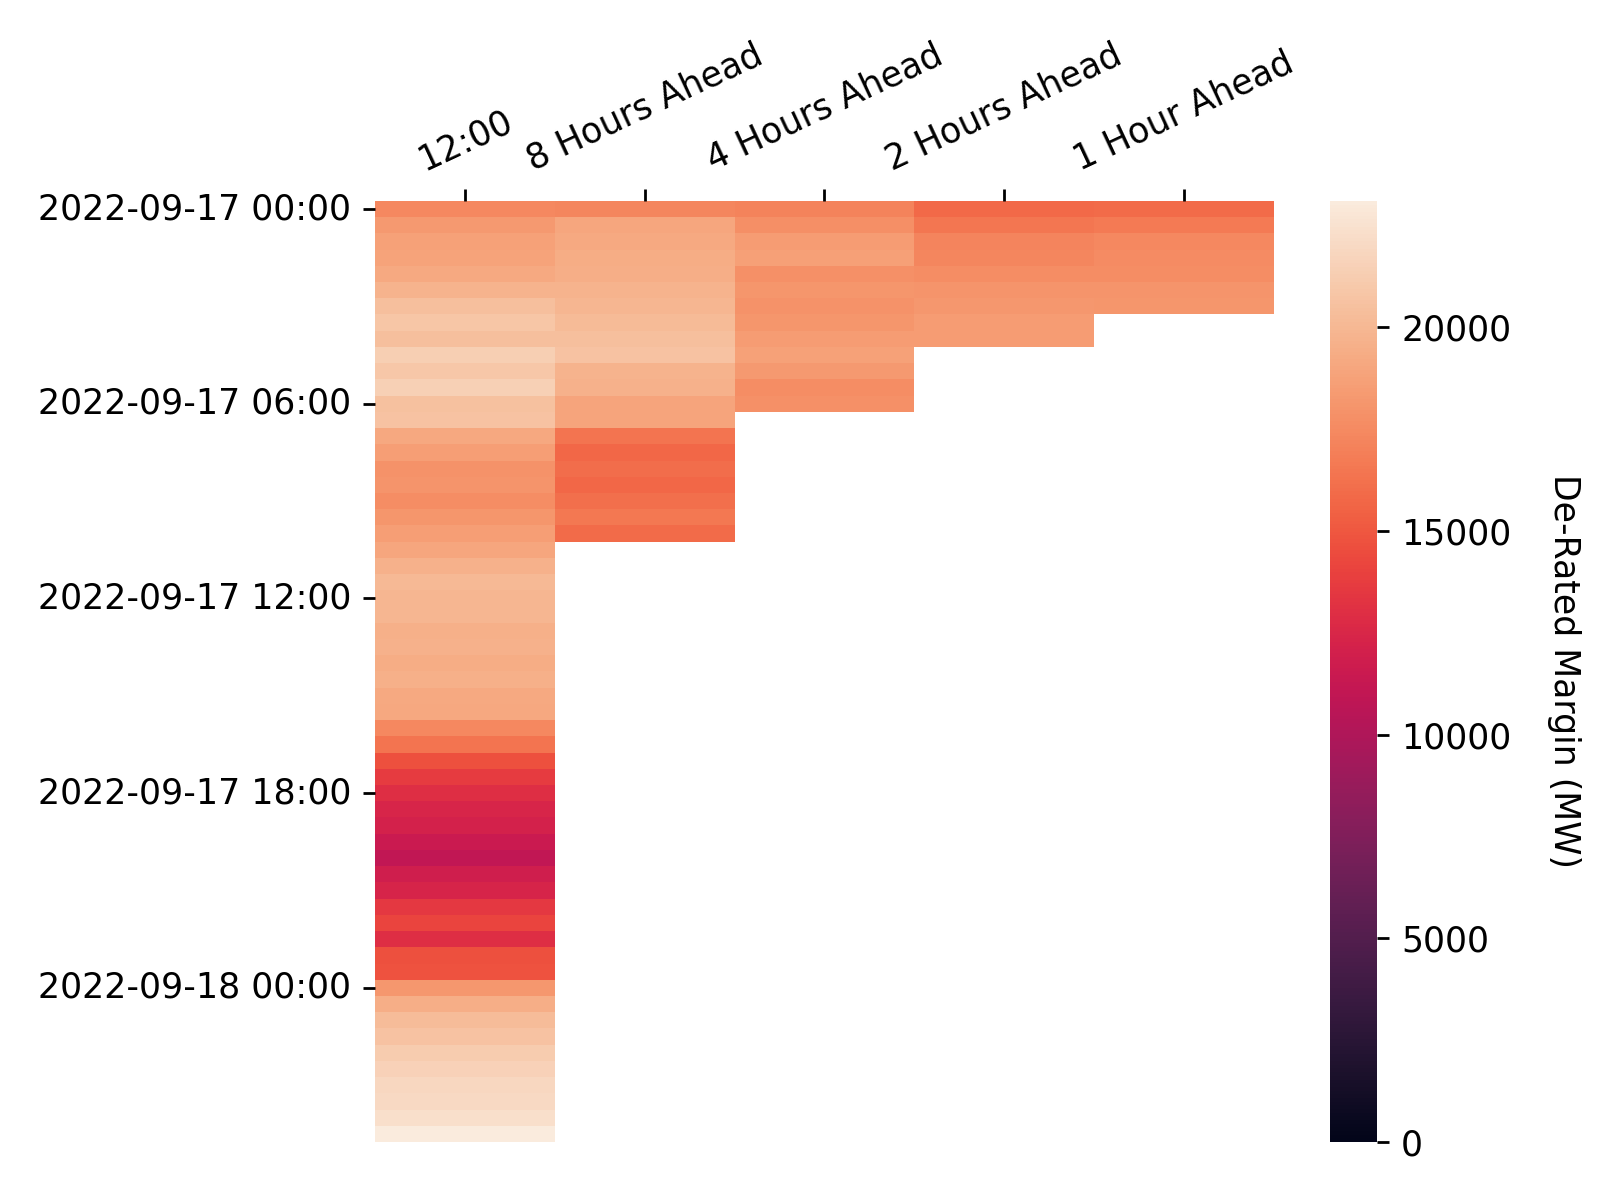 12:00
8 Hours Ahead
4 Hours Ahead
2 Hours Ahead
1 Hour Ahead
2022-09-17 00:00
2022-09-17 06:00
2022-09-17 12:00
2022-09-17 18:00
2022-09-18 00:00
20000
15000
10000
5000
0
De-Rated Margin (MW)